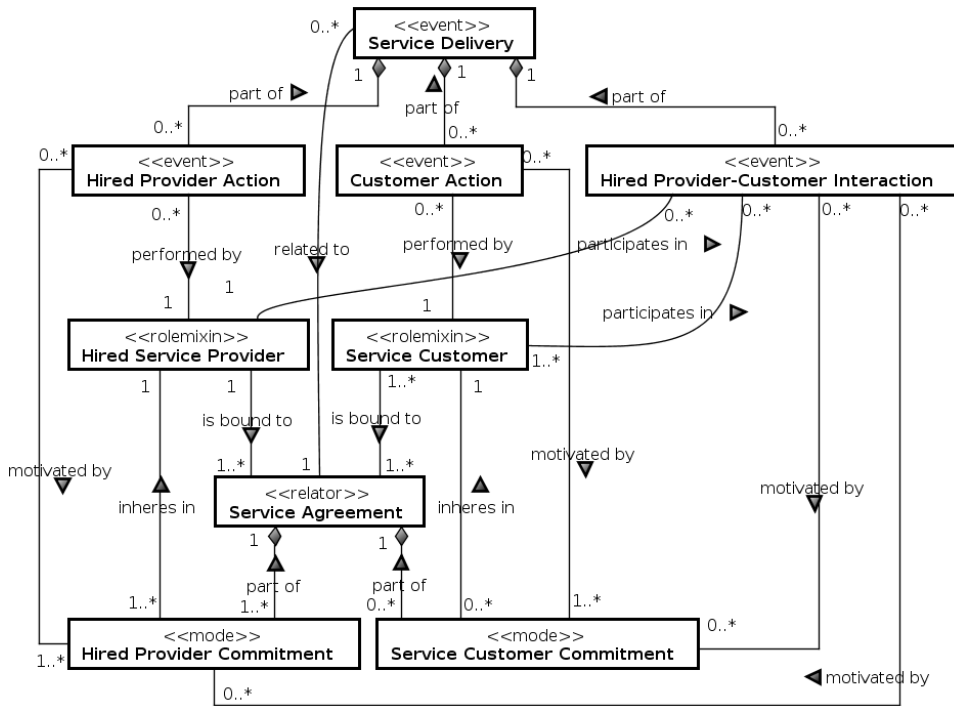 0..*
<<event>>
Service Delivery
1
1
1
part of
part of
part of
0..*
0..*
0..*
0..*
<<event>>
Hired Provider Action
<<event>>
Customer Action
0..*
<<event>>
Hired Provider-Customer Interaction
0..*
0..*
0..*
0..*
0..*
0..*
performed by
related to
performed by
participates in
1
1
1
participates in
<<rolemixin>>
Hired Service Provider
<<rolemixin>>
Service Customer
1..*
1
1
1..*
1
is bound to
is bound to
motivated by
1..*
1
1..*
motivated by
motivated by
<<relator>>
Service Agreement
inheres in
inheres in
1
1
part of
part of
1..*
1..*
0..*
0..*
1..*
<<mode>>
Hired Provider Commitment
<<mode>>
Service Customer Commitment
0..*
1..*
motivated by
0..*